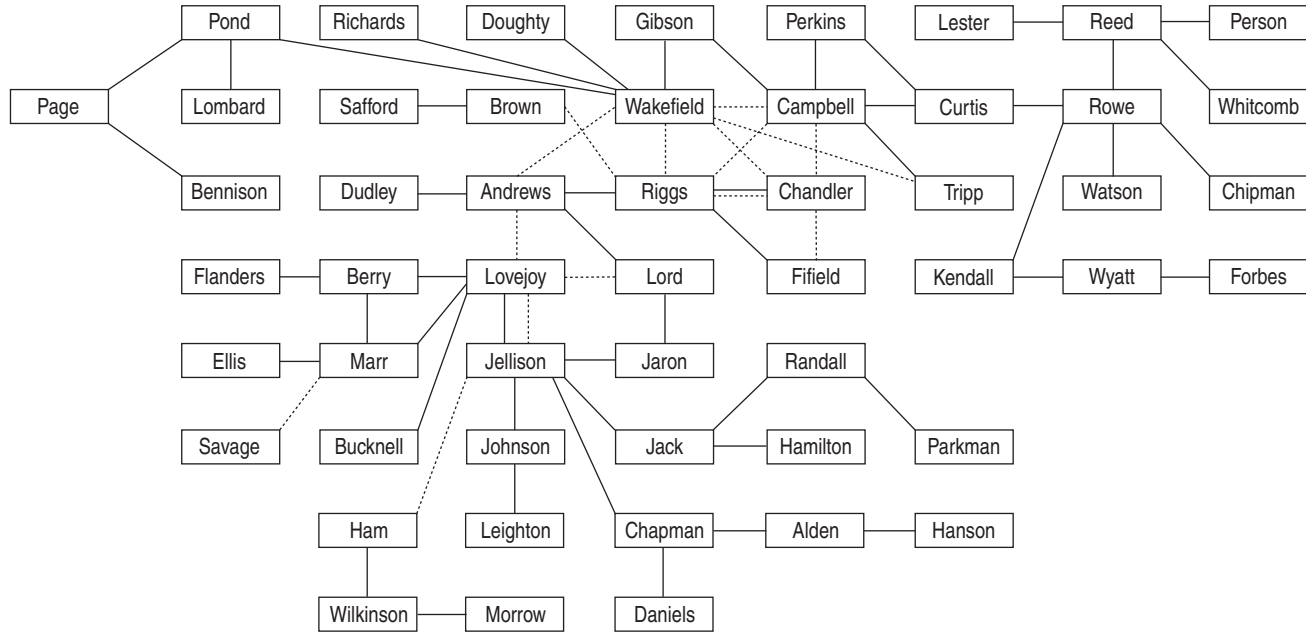 Pond Richards Doughty Gibson Perkins Lester Reed Person
Page Lombard Safford Brown Wakefield Campbell Curtis Rowe Whitcomb
Bennison Dudley Andrews Riggs Chandler Tripp Watson Chipman
Flanders Berry Lovejoy Lord Fifield Kendall Wyatt Forbes
Ellis Marr Jellison Jaron Randall
Savage Bucknell Johnson Jack Hamilton Parkman
Ham Leighton Chapman Alden Hanson
Wilkinson Morrow Daniels